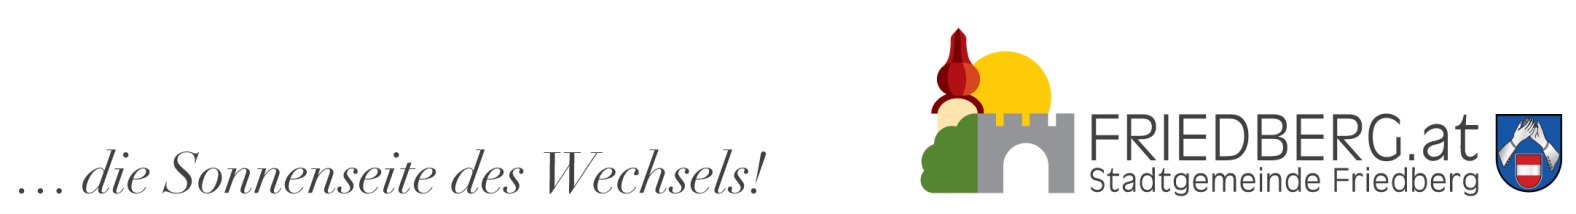 … die Sonnenseite des Wechsels!
FRIEDBERG.at
Stadtgemeinde Friedberg